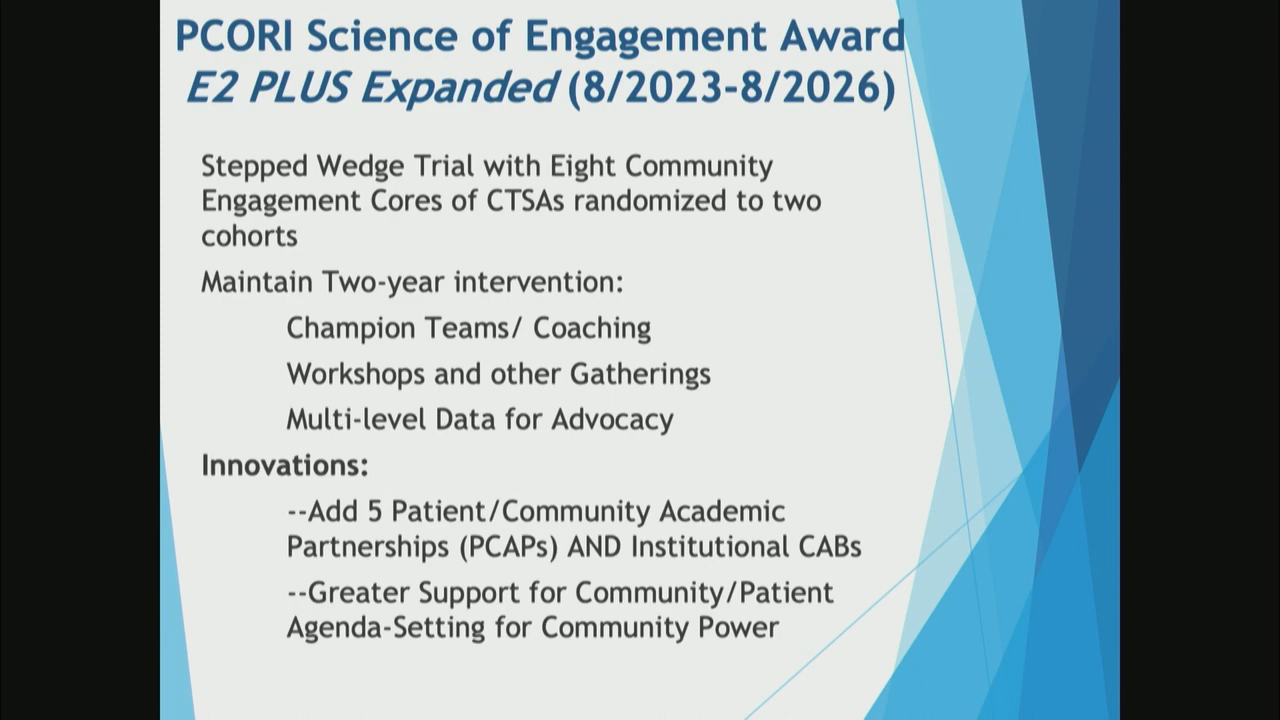 PCORI Science of Engagement Award
E2 PLUS Expanded (8/2023-8/2026)
Stepped Wedge Trial with Eight Community
Engagement Cores of CTSAs randomized to two
cohorts
Maintain Two-year intervention:
Champion Teams/ Coaching
Workshops and other Gatherings
Multi-level Data for Advocacy
Innovations:
--Add 5 Patient/Community Academic
Partnerships (PCAPs) AND Institutional CABs
--Greater Support for Community/Patient
Agenda-Setting for Community Power